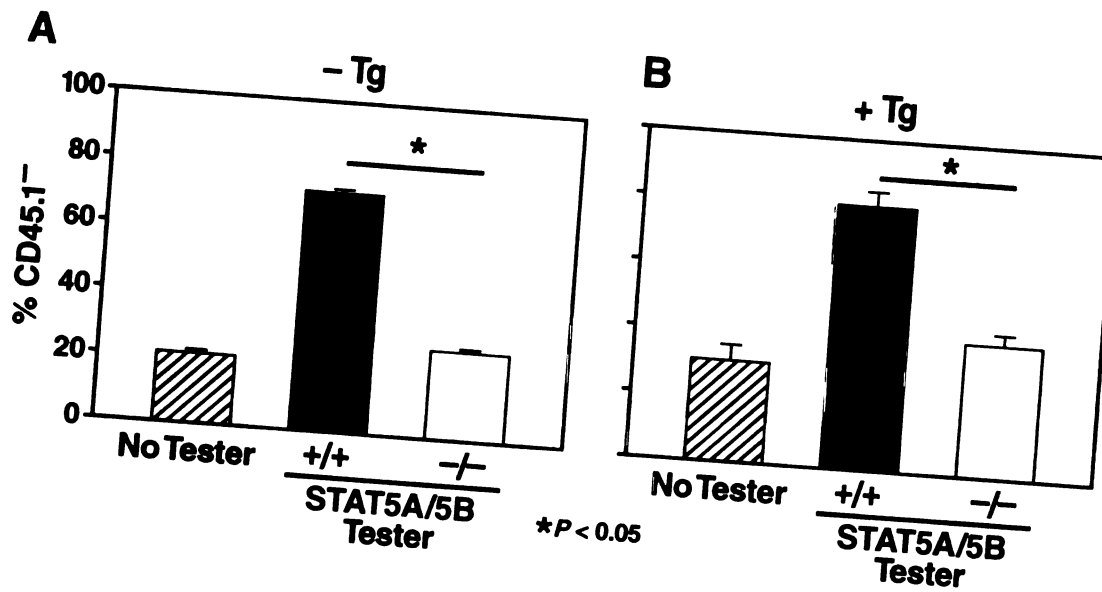 A
– Tg
100
80
60
40
20
0
% CD45.1–
*
No Tester
+/+
–/–
STAT5A/5B
Tester
*P < 0.05
B
+ Tg
*
No Tester
+/+
–/–
STAT5A/5B
Tester